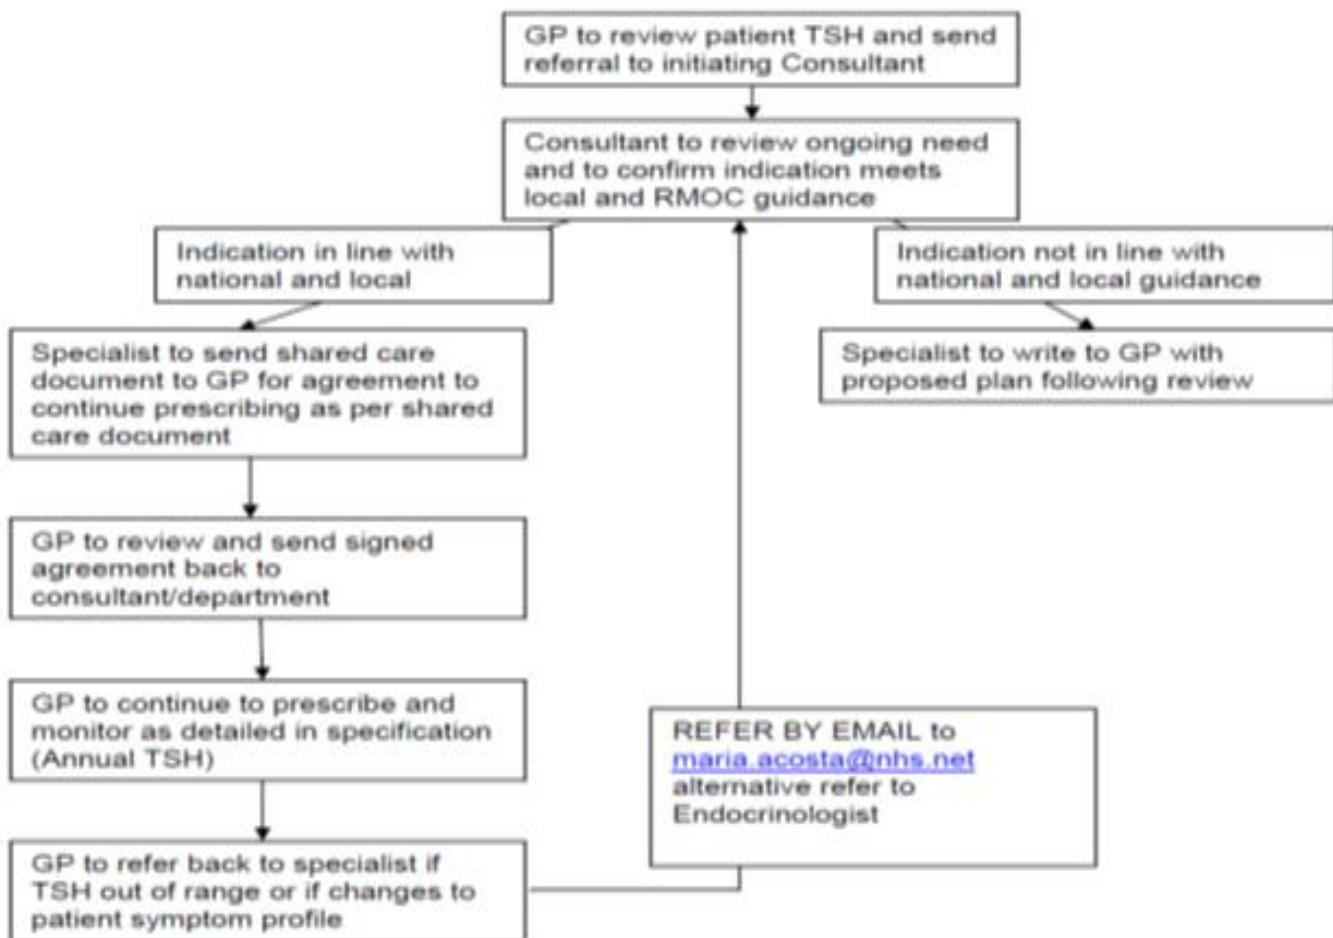 GP to review patient TSH and send
referral to initiating Consultant
Consultant to review ongoing need
and to confirm indication meets
local and RMOC guidance
Indication in line with
national and local
Indication not in line with
national and local guidance
Specialist to send shared care
document to GP for agreement to
continue prescribing as per shared
care document
Specialist to write to GP with
proposed plan following review
GP to review and send signed
agreement back to
consultant/department
GP to continue to prescribe and
monitor as detailed in specification
(Annual TSH)
REFER BY EMAIL to
maria.acosta@nhs.net
alternative refer to
Endocrinologist
GP to refer back to specialist if
TSH out of range or if changes to
patient symptom profile